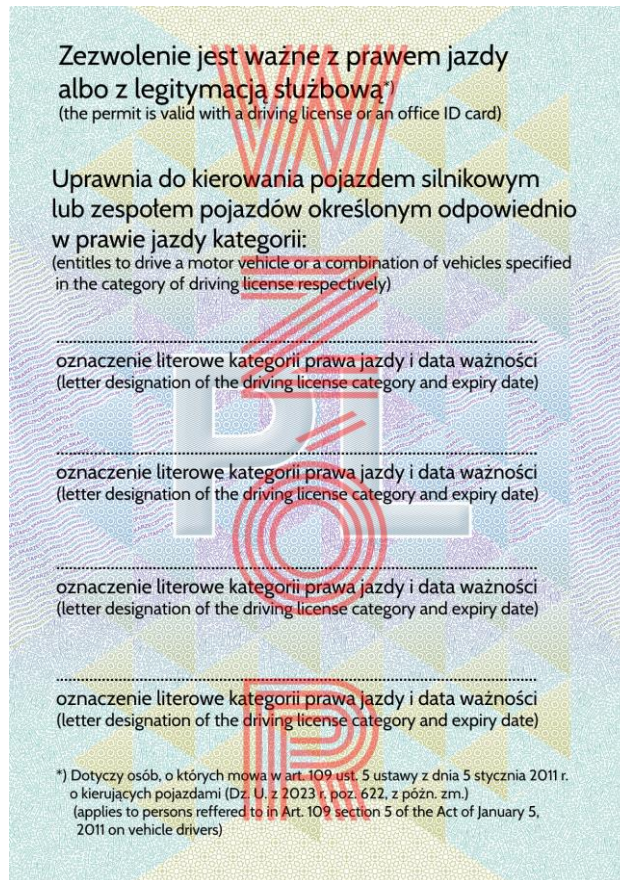 Zezwolenie jest ważne z prawem jazdy
albo z legitymacją służbową*)
(the permit is valid with a driving license or an office ID card)
Uprawnia do kierowania pojazdem silnikowym
lub zespołem pojazdów określonym odpowiednio
w prawie jazdy kategorii:
(entitles to drive a motor vehicle or a combination of vehicles specified
in the category of driving license respectively)
oznaczenie literowe kategorii prawa jazdy i data ważności
(letter designation of the driving license category and expiry date)
oznaczenie literowe kategorii prawa jazdy i data ważności
(letter designation of the driving license category and expiry date)
oznaczenie literowe kategorii prawa jazdy i data ważności
(letter designation of the driving license category and expiry date)
oznaczenie literowe kategorii prawa jazdy i data ważności
(letter designation of the driving license category and expiry date)
*) Dotyczy osób, o których mowa w art. 109 ust. 5 ustawy z dnia 5 stycznia 2011 r.
o kierujących pojazdami (Dz. U. z 2023 r. poz. 622, z późn. zm.)
(applies to persons reffered to in Art. 109 section 5 of the Act of January 5,
2011 on vehicle drivers)
PL
WZÓR